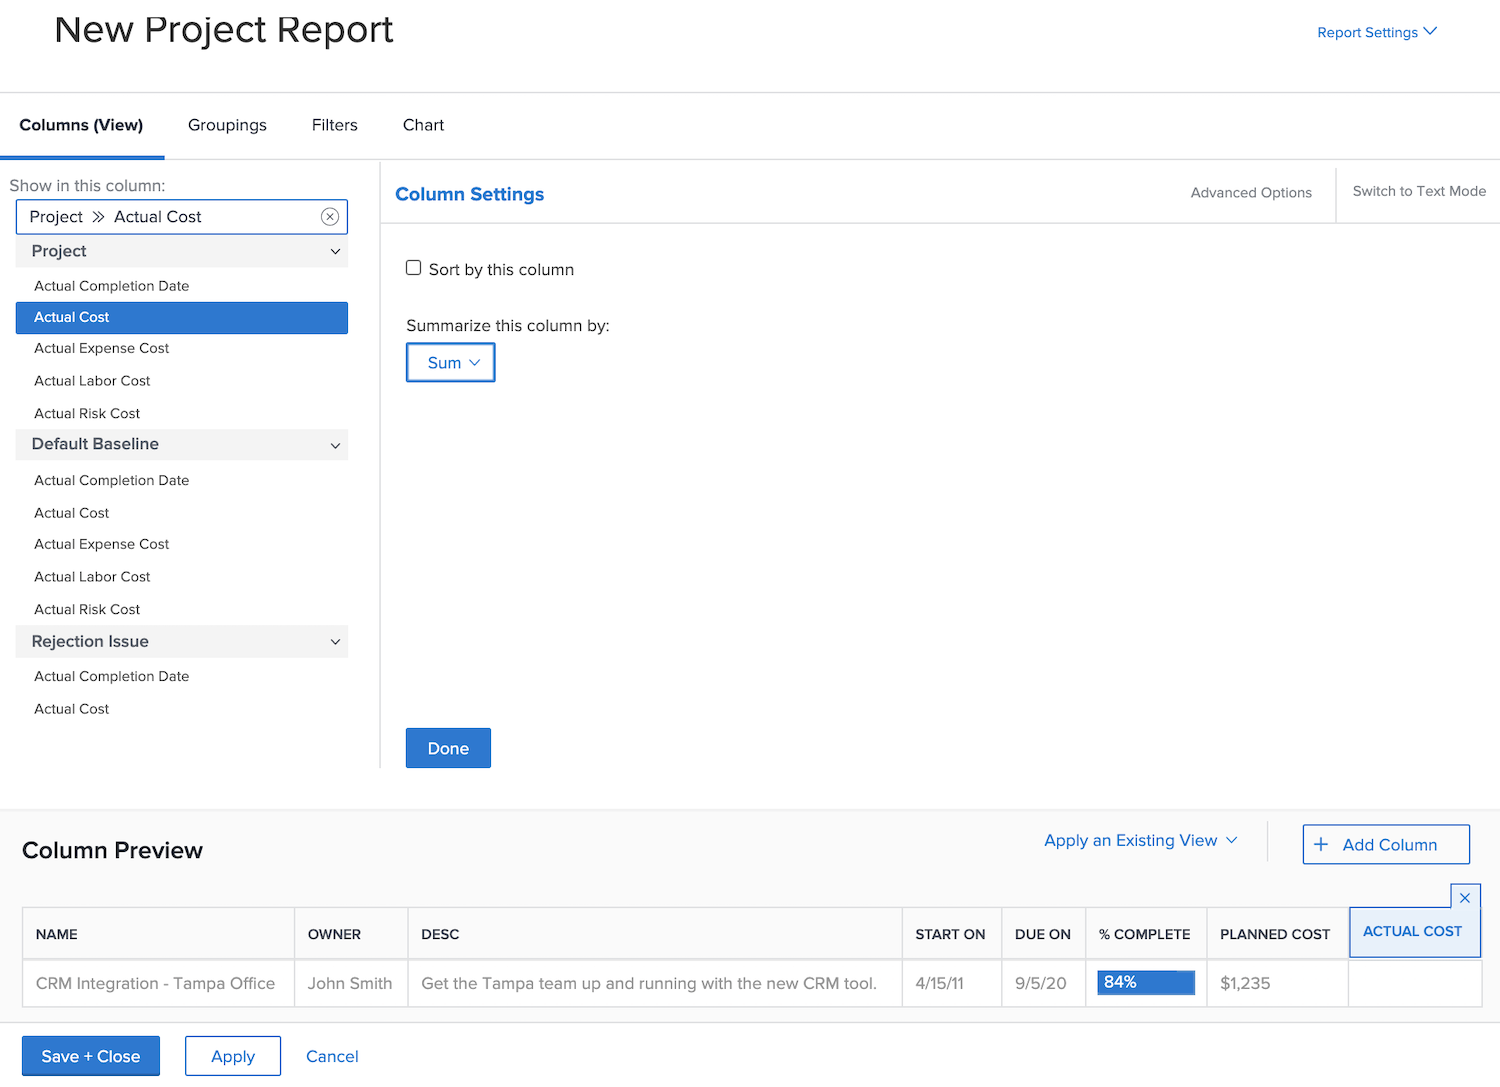 New Project Report
Report Settings
Columns (View) Groupings Filters Chart
Show in this column:
Project >> Actual Cost
Project
Actual Completion Date
Actual Cost
Actual Expense Cost
Actual Labor Cost
Actual Risk Cost
Default Baseline
Actual Completion Date
Actual Cost
Actual Expense Cost
Actual Labor Cost
Actual Risk Cost
Rejection Issue
Actual Completion Date
Actual Cost
Column Settings Advanced Options Switch to Text Mode
Sort by this column
Summarize this column by:
Sum
Done
Column Preview Apply an Existing View + Add Column
NAME OWNER DESC START ON DUE ON % COMPLETE PLANNED COST ACTUAL COST
CRM Integration - Tampa Office John Smith Get the Tampa team up and running with the new CRM tool. 4/15/11 9/5/20 84% $1,235
Save + Close Apply Cancel